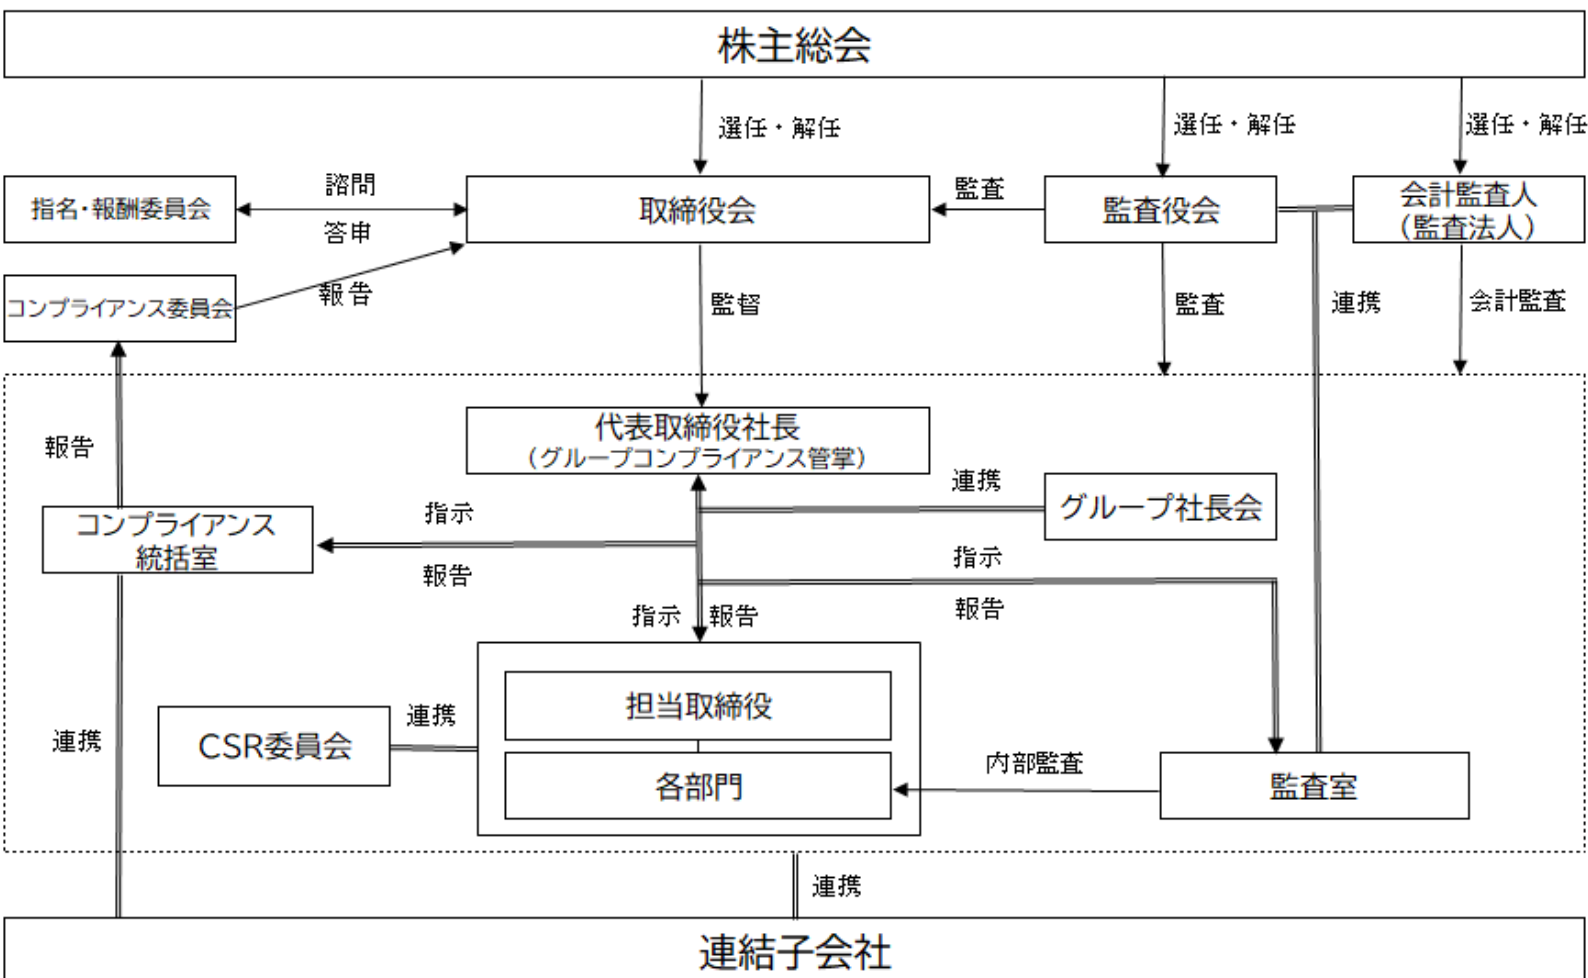 株主総会
選任・解任
選任・解任
選任・解任
指名・報酬委員会
諮問
答申
取締役会
監査
監査役会
会計監査人
（監査法人）
コンプライアンス委員会
報告
監督
監査
連携
会計監査
代表取締役社長
（グループコンプライアンス管掌）
報告
連携
グループ社長会
コンプライアンス
統括室
指示
報告
指示
報告
指示
報告
担当取締役
CSR委員会
連携
連携
各部門
内部監査
監査室
連携
連結子会社